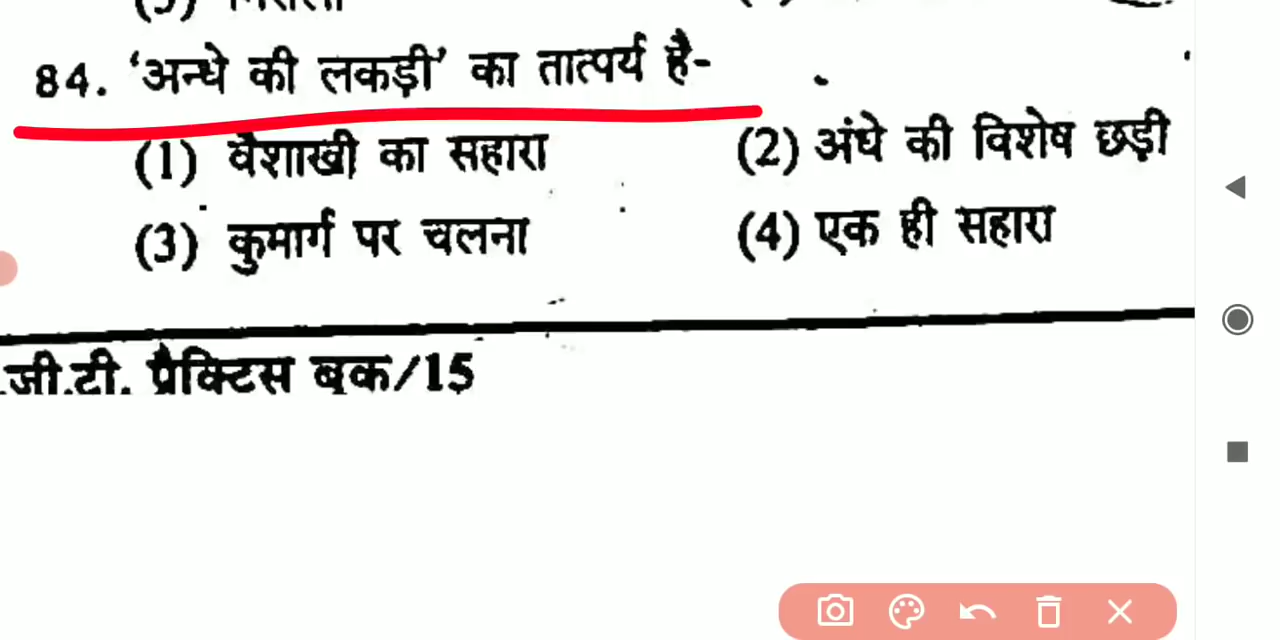 84. 'अन्धे की लकड़ी' का तात्पर्य है-
(1) वैशाखी का सहारा (2) अंधे की विशेष छड़ी
(3) कुमार्ग पर चलना (4) एक ही सहारा
.जी.टी. प्रैक्टिस बुक/15